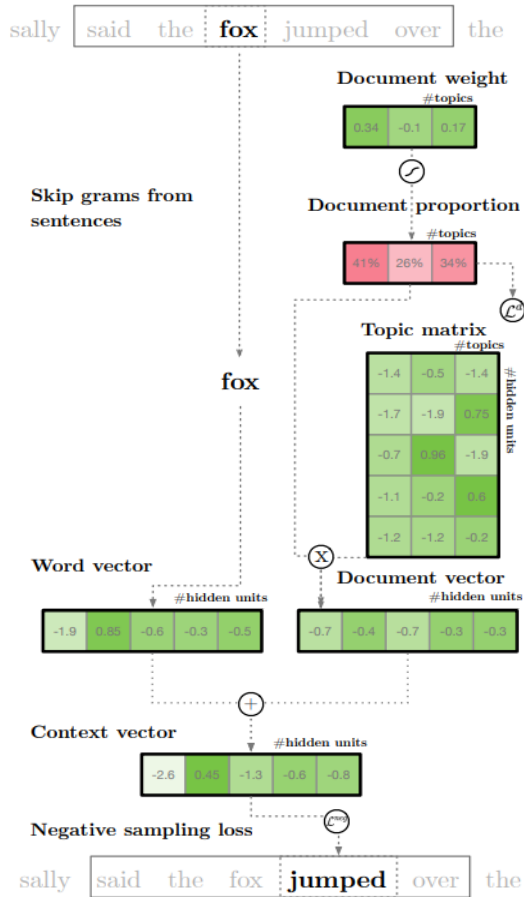 sally said the fox jumped over the
Document weight
#topics
0.34 -0.1 0.17
Skip grams from
sentences
Document proportion
#topics
41% 26% 34%
ℒᵈ
Topic matrix
#topics
#hidden units
-1.4 -0.5 -1.4
-1.7 -1.9 0.75
-0.7 0.96 -1.9
-1.1 -0.2 0.6
-1.2 -1.2 -0.2
fox
X
Word vector
#hidden units
-1.9 0.85 -0.6 -0.3 -0.5
Document vector
#hidden units
-0.7 -0.4 -0.7 -0.3 -0.3
+
Context vector
#hidden units
-2.6 0.45 -1.3 -0.6 -0.8
Negative sampling loss
ℒⁿᵉᵍ
sally said the fox jumped over the